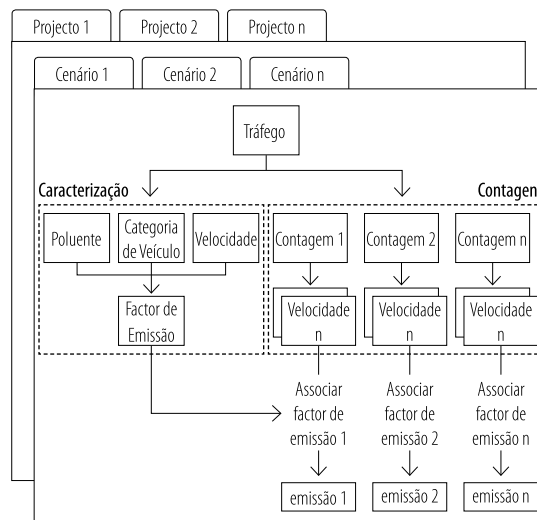 Projecto 1
Projecto 2
Projecto n
Cenário 1
Cenário 2
Cenário n
Tráfego
Caracterização
Contagen
Poluente
Categoria
de Veículo
Velocidade
Contagem 1
Contagem 2
Contagem n
Factor de
Emissão
Velocidade
n
Velocidade
n
Velocidade
n
Associar
factor de
emissão 1
Associar
factor de
emissão 2
Associar
factor de
emissão n
emissão 1
emissão 2
emissão n